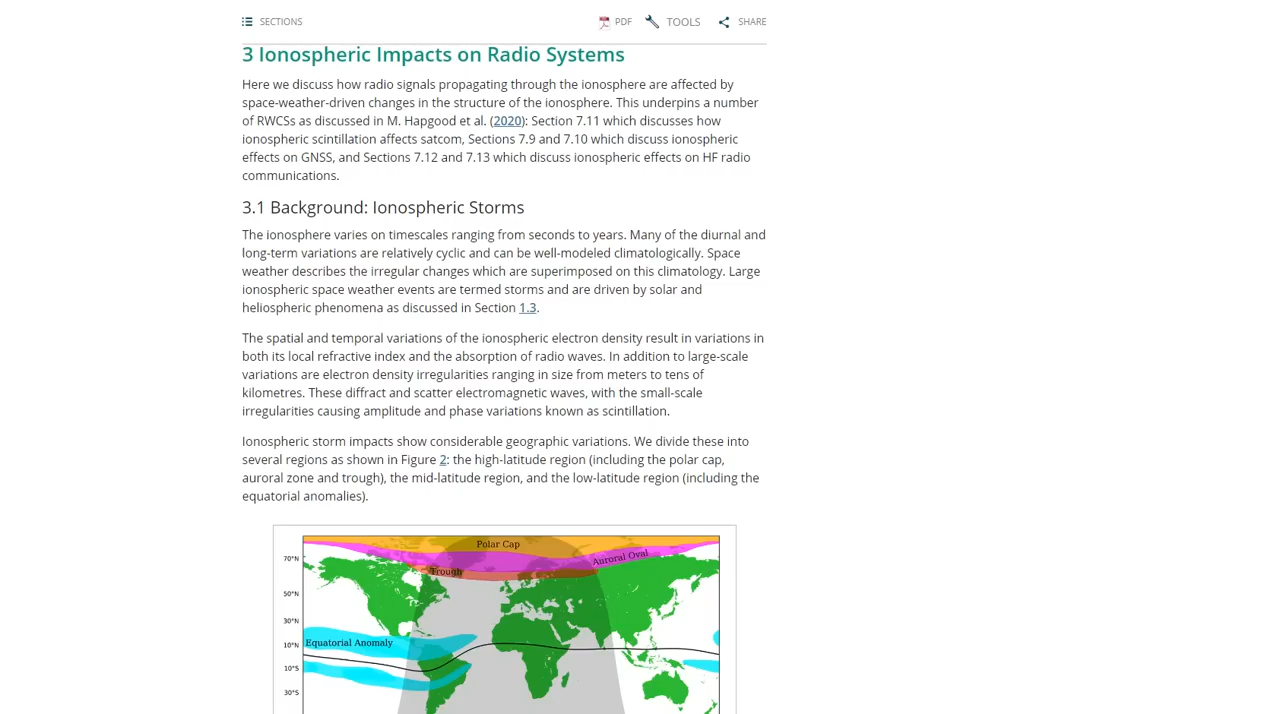 SECTIONS
PDF
TOOLS
SHARE
3 Ionospheric Impacts on Radio Systems
Here we discuss how radio signals propagating through the ionosphere are affected by
space-weather-driven changes in the structure of the ionosphere. This underpins a number
of RWCSs as discussed in M. Hapgood et al. (2020): Section 7.11 which discusses how
ionospheric scintillation affects satcom, Sections 7.9 and 7.10 which discuss ionospheric
effects on GNSS, and Sections 7.12 and 7.13 which discuss ionospheric effects on HF radio
communications.
3.1 Background: Ionospheric Storms
The ionosphere varies on timescales ranging from seconds to years. Many of the diurnal and
long-term variations are relatively cyclic and can be well-modeled climatologically. Space
weather describes the irregular changes which are superimposed on this climatology. Large
ionospheric space weather events are termed storms and are driven by solar and
heliospheric phenomena as discussed in Section 1.3.
The spatial and temporal variations of the ionospheric electron density result in variations in
both its local refractive index and the absorption of radio waves. In addition to large-scale
variations are electron density irregularities ranging in size from meters to tens of
kilometres. These diffract and scatter electromagnetic waves, with the small-scale
irregularities causing amplitude and phase variations known as scintillation.
Ionospheric storm impacts show considerable geographic variations. We divide these into
several regions as shown in Figure 2: the high-latitude region (including the polar cap,
auroral zone and trough), the mid-latitude region, and the low-latitude region (including the
equatorial anomalies).
Polar Cap
Auroral Oval
70°N
Trough
50°N
30°N
10°N
Equatorial Anomaly
10°S
30°S